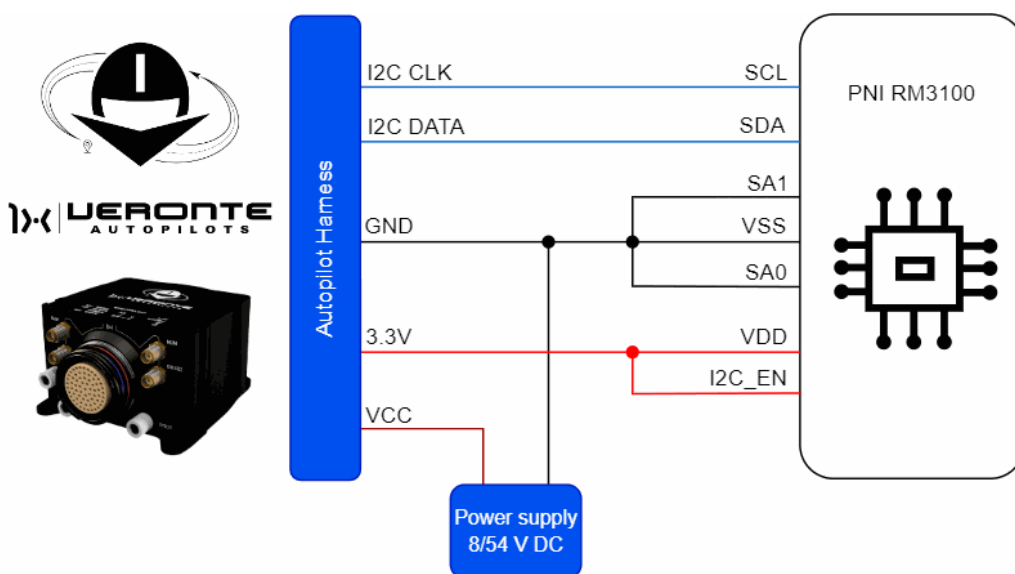 I2C CLK
SCL
PNI RM3100
I2C DATA
SDA
SA1
VERONTE
AUTOPILOTS
Autopilot Harness
GND
VSS
SA0
3.3V
VDD
I2C_EN
VCC
Power supply
8/54 V DC